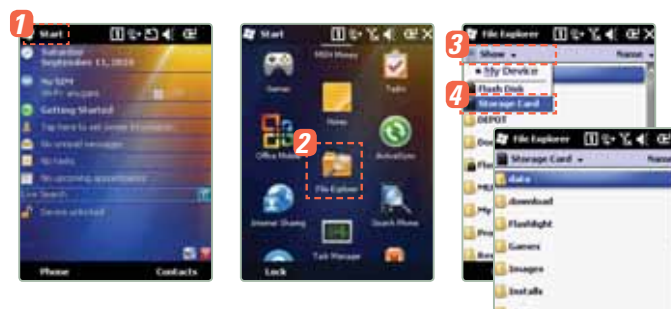 1
Start
Saturday
September 11, 2010
No SIM
Getting Started
Tap here to set owner information
No unread messages
No tasks
No upcoming appointments
Live Search
Device unlocked
Phone
Contacts
Start
MIDlet Manager
Games
Tasks
Notes
Office Mobile
ActiveSync
2
File Explorer
Internet Sharing
Search Phone
Task Manager
Lock
File Explorer
3
Show
Name
My Device
Flash Disk
4
Storage Card
DEPOT
File Explorer
Storage Card
Name
data
download
Flashlight
Games
Images
Installs